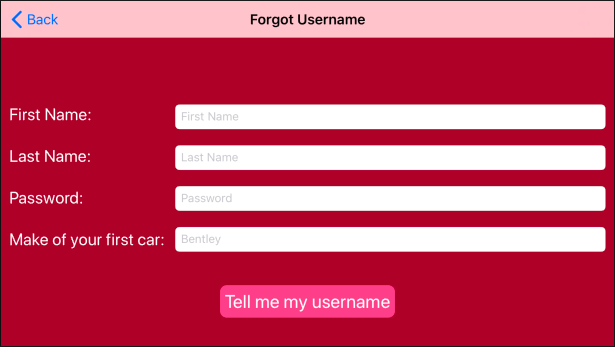 Back
Forgot Username
First Name:
First Name
Last Name:
Last Name
Password:
Password
Make of your first car:
Bentley
Tell me my username